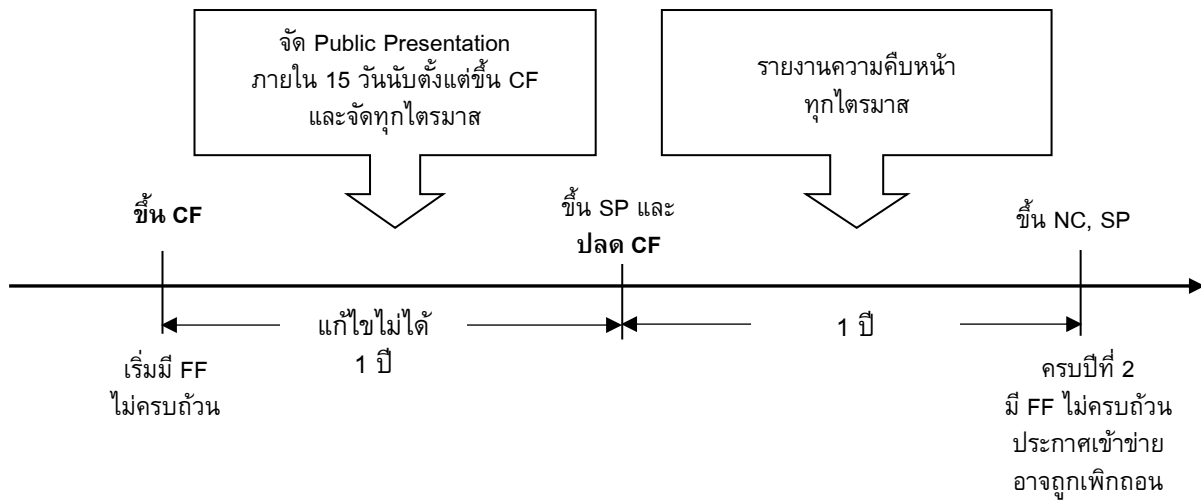 จัด Public Presentation
ภายใน 15 วันนับตั้งแต่ขึ้น CF
และจัดทุกไตรมาส
รายงานความคืบหน้า
ทุกไตรมาส
ขึ้น CF
ขึ้น SP และ
ปลด CF
ขึ้น NC, SP
แก้ไขไม่ได้
1 ปี
1 ปี
เริ่มมี FF
ไม่ครบถ้วน
ครบปีที่ 2
มี FF ไม่ครบถ้วน
ประกาศเข้าข่าย
อาจถูกเพิกถอน